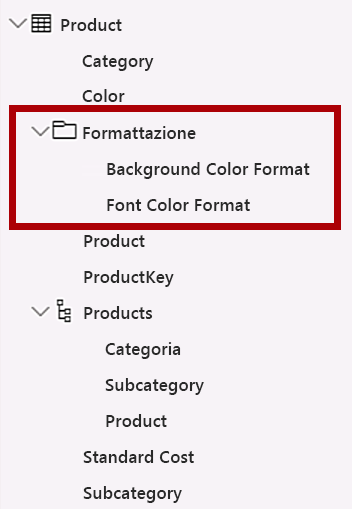 Product
Category
Color
Formattazione
Background Color Format
Font Color Format
Product
ProductKey
Products
Categoria
Subcategory
Product
Standard Cost
Subcategory